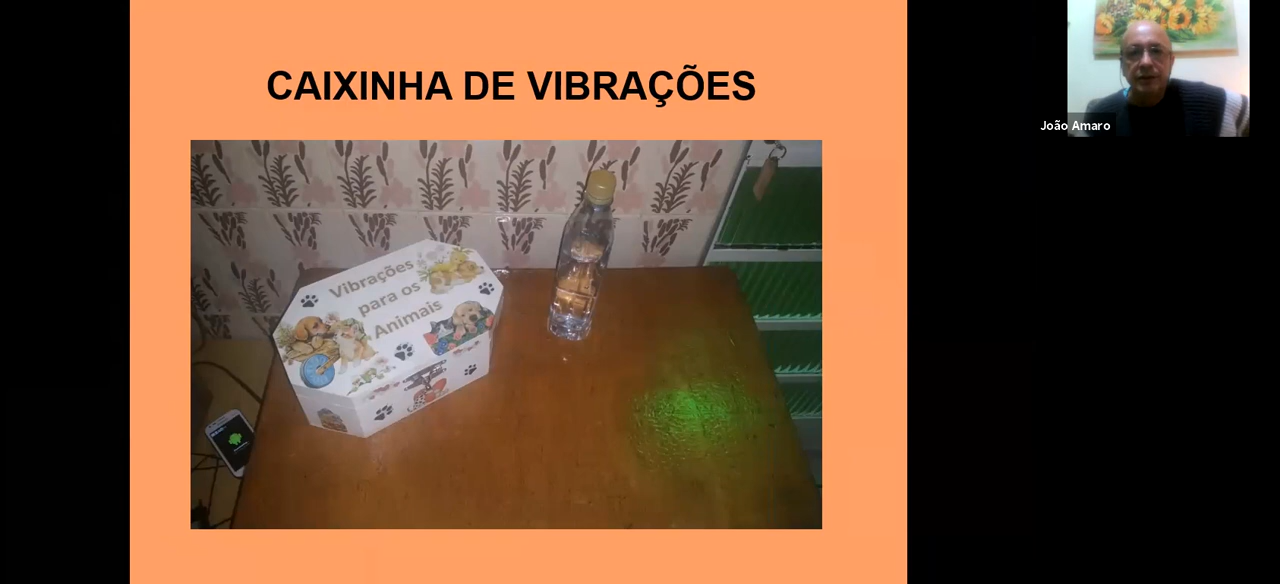 CAIXINHA DE VIBRAÇÕES
Vibrações
para os
Animais
João Amaro